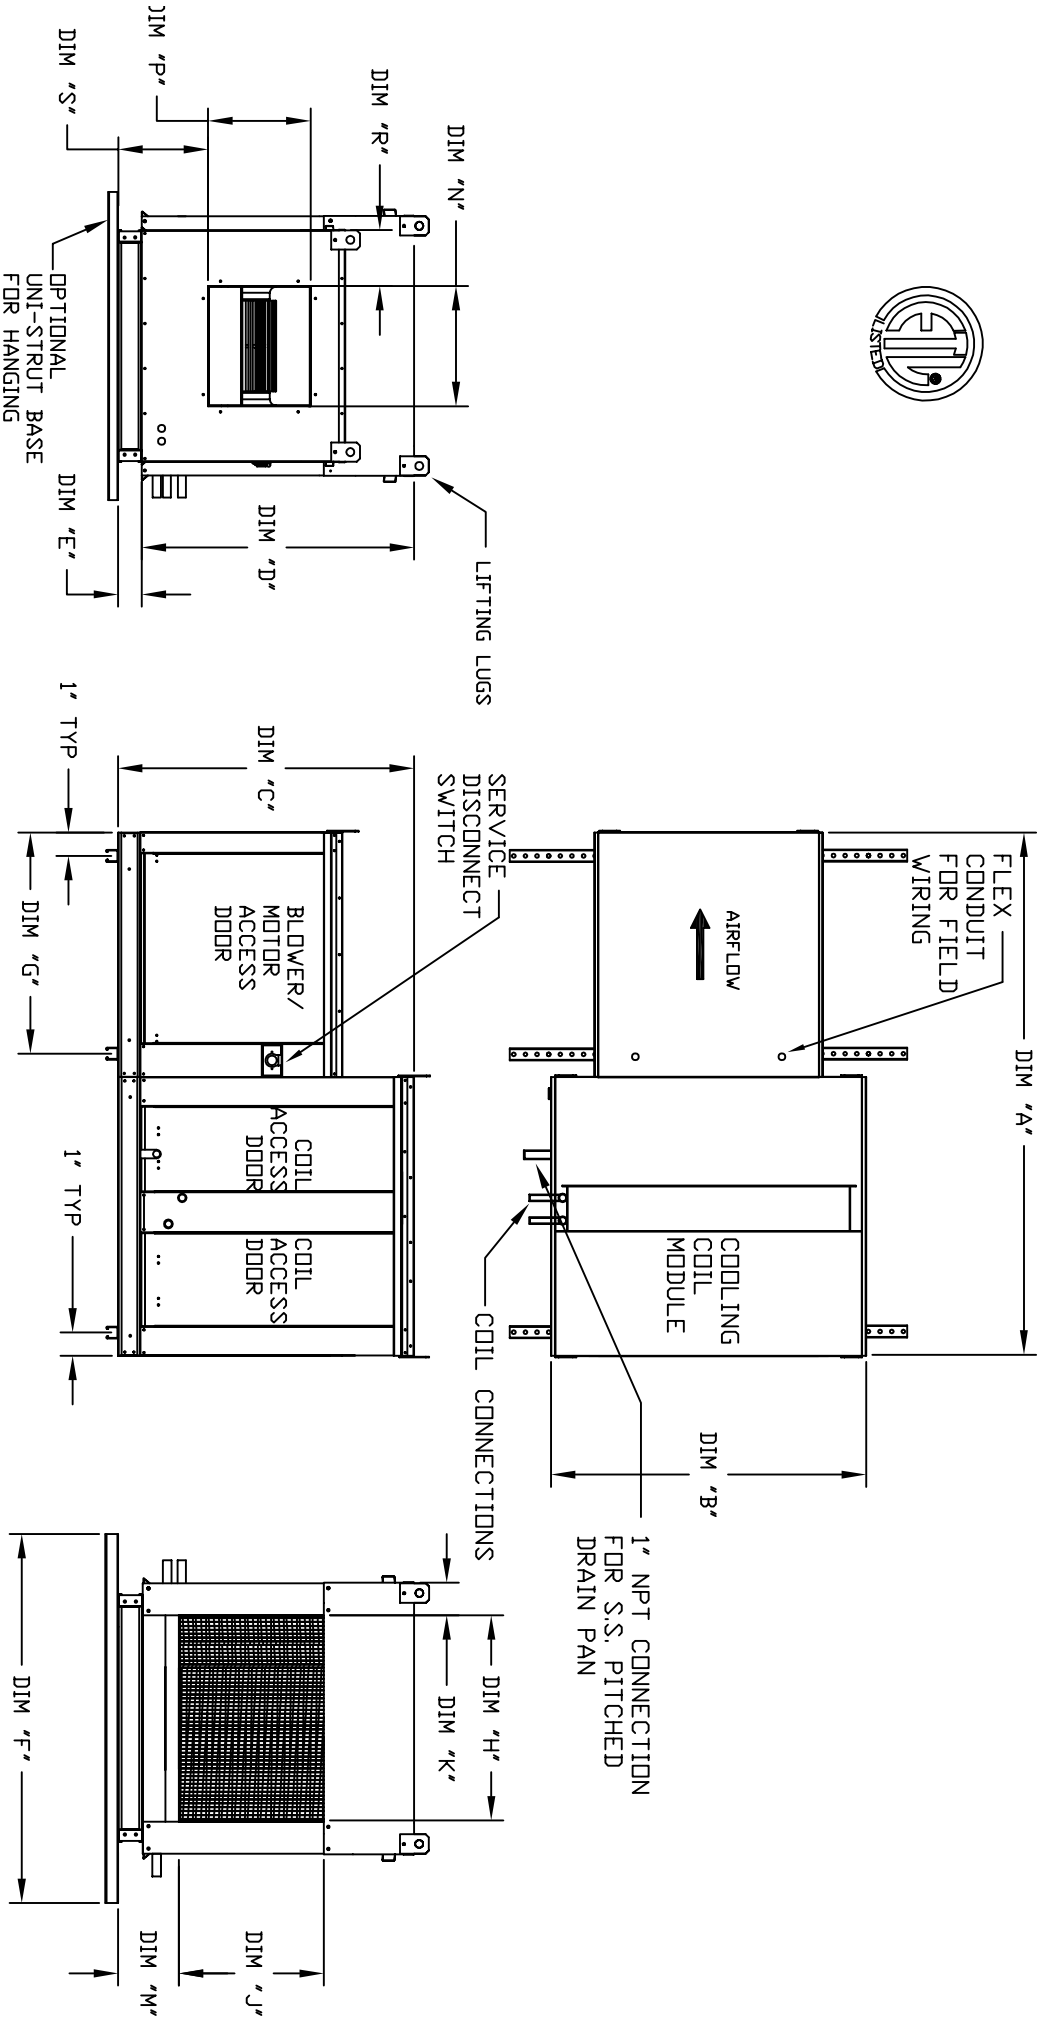 LISTED
FLEX
CONDUIT
FOR FIELD
WIRING
DIM "A"
AIRFLOW
COOLING
COIL
MODULE
DIM "B"
1" NPT CONNECTION
FOR S.S. PITCHED
DRAIN PAN
COIL CONNECTIONS
DIM "N"
DIM "R"
DIM "P"
DIM "S"
LIFTING LUGS
DIM "D"
DIM "E"
OPTIONAL
UNI-STRUT BASE
FOR HANGING
SERVICE
DISCONNECT
SWITCH
DIM "C"
BLOWER/
MOTOR
ACCESS
DOOR
COIL
ACCESS
DOOR
COIL
ACCESS
DOOR
1" TYP
DIM "G"
1" TYP
DIM "H"
DIM "K"
DIM "J"
DIM "M"
DIM "F"